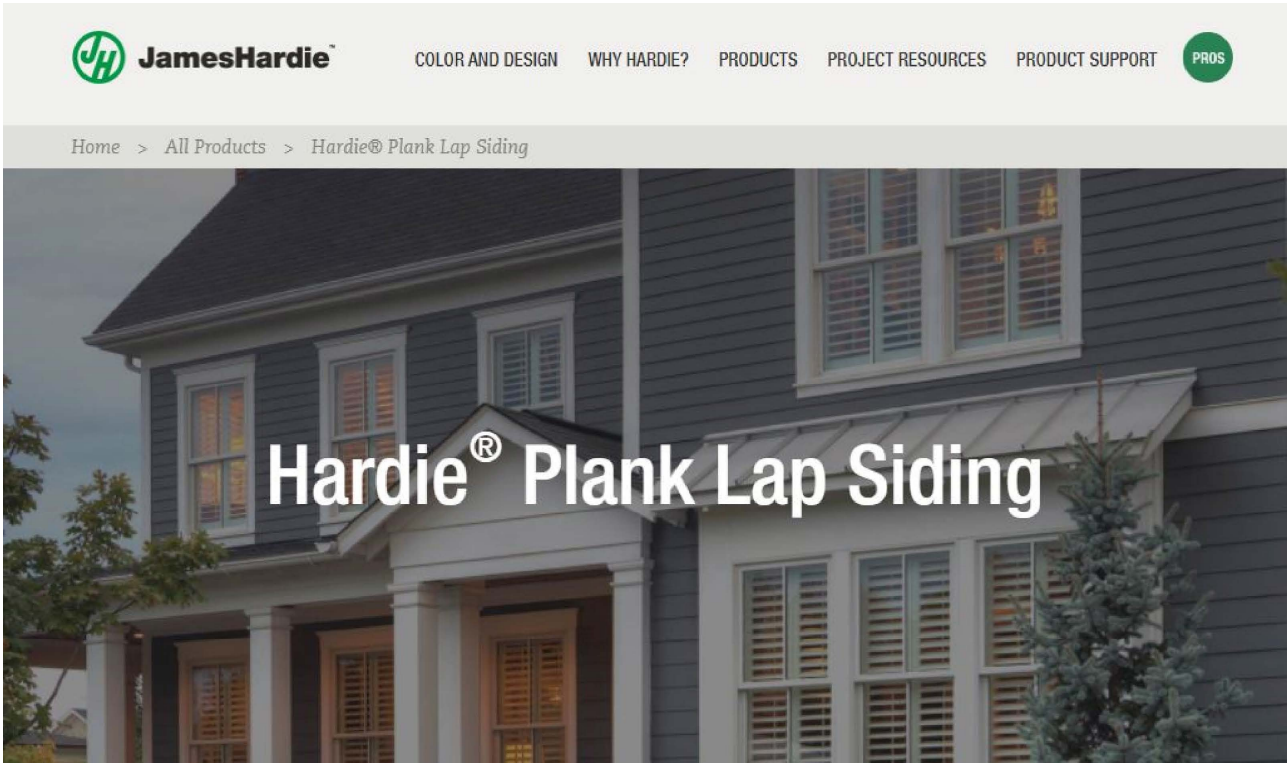 JH JamesHardie™ COLOR AND DESIGN WHY HARDIE? PRODUCTS PROJECT RESOURCES PRODUCT SUPPORT PROS
Home > All Products > Hardie® Plank Lap Siding
Hardie® Plank Lap Siding